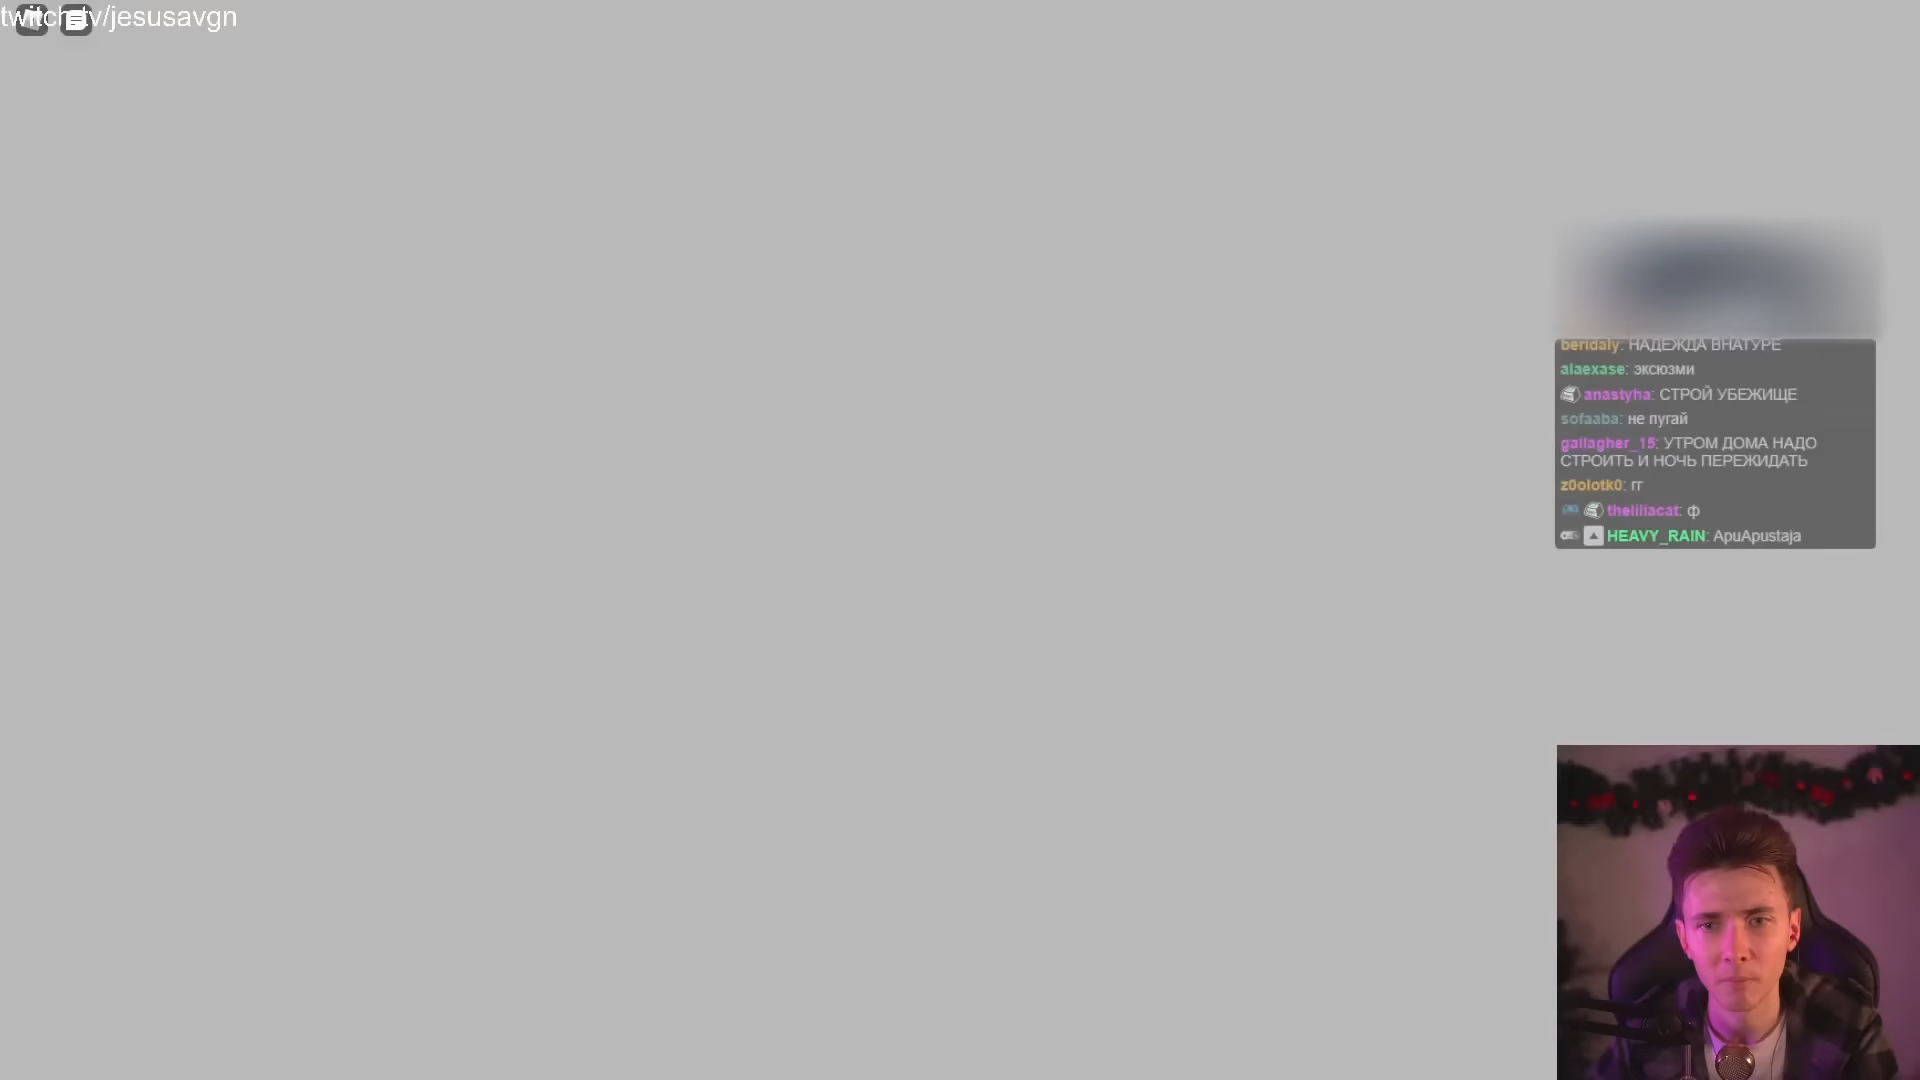 twitch.tv/jesusavgn
beridaly: НАДЕЖДА ВНАТУРЕ
alaexase: эксюзми
anastyha: СТРОЙ УБЕЖИЩЕ
sofaaba: не пугай
gallagher_15: УТРОМ ДОМА НАДО
СТРОИТЬ И НОЧЬ ПЕРЕЖИДАТЬ
z0olotk0: гг
theliliacat: ф
HEAVY_RAIN: ApuApustaja